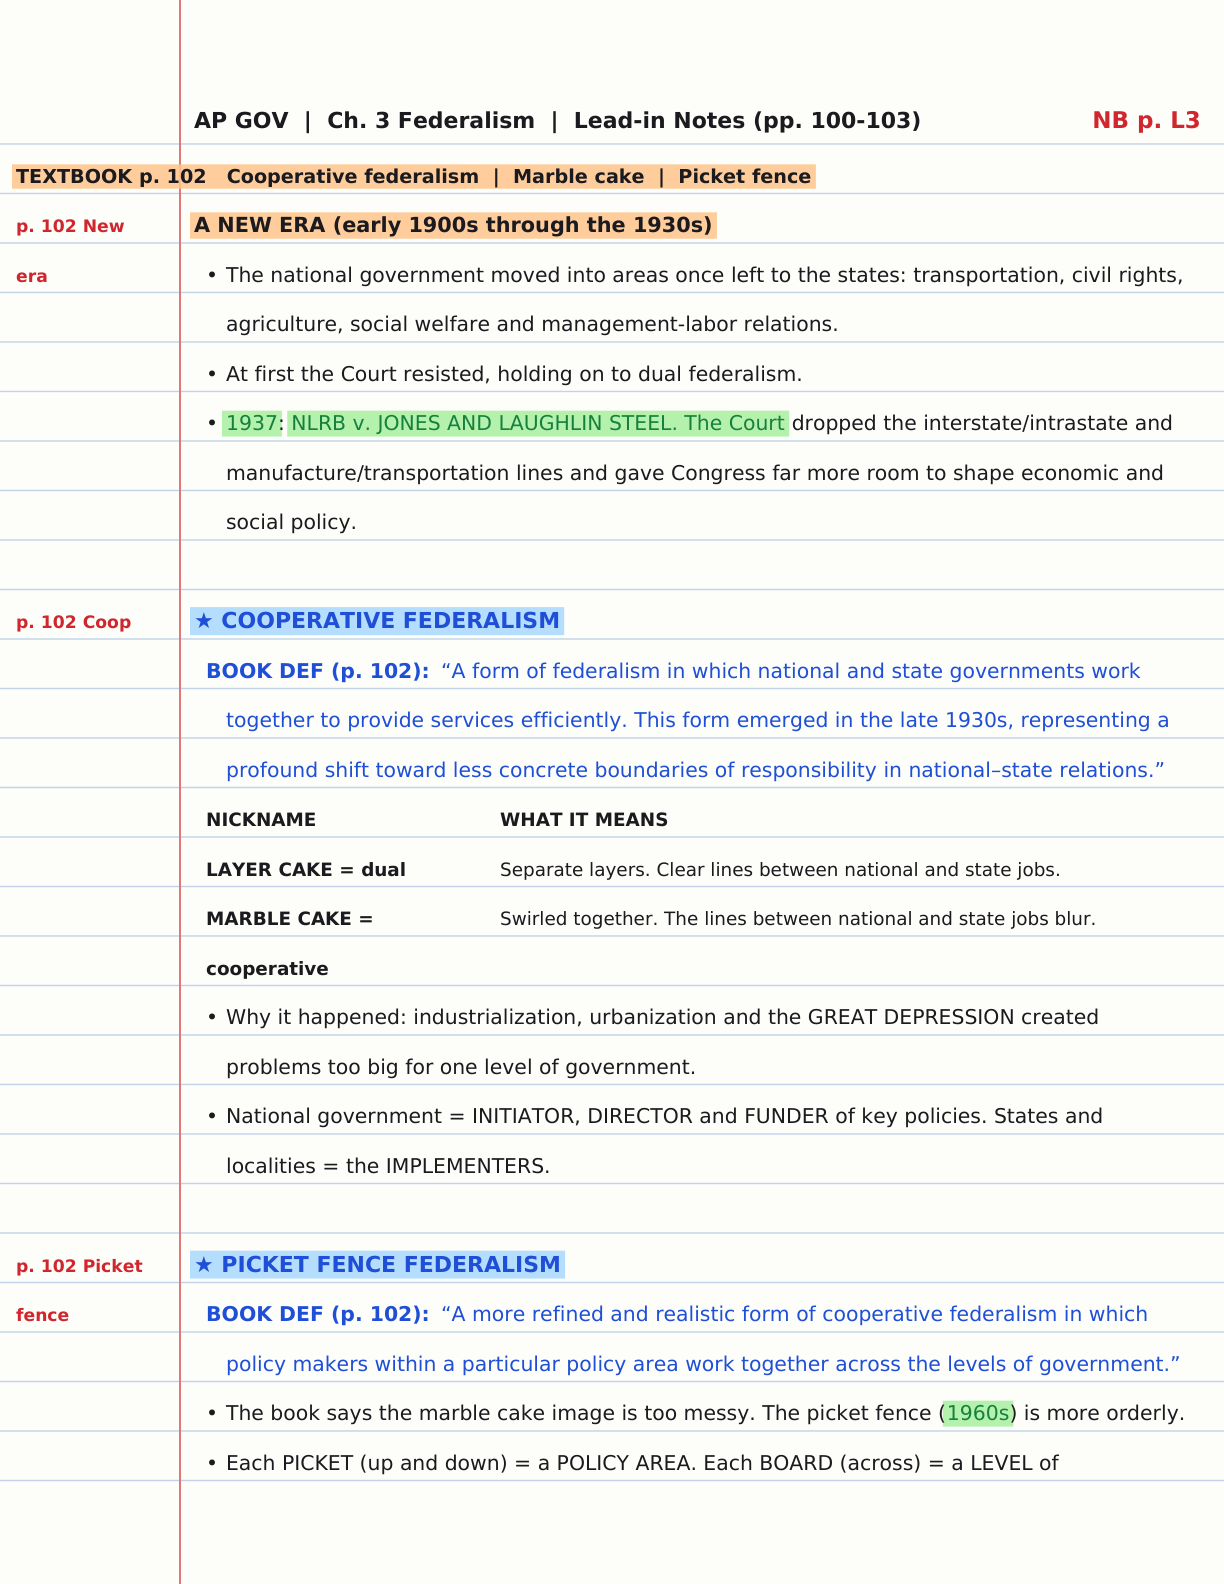 AP GOV | Ch. 3 Federalism | Lead-in Notes (pp. 100-103) NB p. L3
TEXTBOOK p. 102 Cooperative federalism | Marble cake | Picket fence
p. 102 New A NEW ERA (early 1900s through the 1930s)
era • The national government moved into areas once left to the states: transportation, civil rights,
agriculture, social welfare and management-labor relations.
• At first the Court resisted, holding on to dual federalism.
• 1937: NLRB v. JONES AND LAUGHLIN STEEL. The Court dropped the interstate/intrastate and
manufacture/transportation lines and gave Congress far more room to shape economic and
social policy.
p. 102 Coop ★ COOPERATIVE FEDERALISM
BOOK DEF (p. 102): “A form of federalism in which national and state governments work
together to provide services efficiently. This form emerged in the late 1930s, representing a
profound shift toward less concrete boundaries of responsibility in national–state relations.”
NICKNAME WHAT IT MEANS
LAYER CAKE = dual Separate layers. Clear lines between national and state jobs.
MARBLE CAKE = Swirled together. The lines between national and state jobs blur.
cooperative
• Why it happened: industrialization, urbanization and the GREAT DEPRESSION created
problems too big for one level of government.
• National government = INITIATOR, DIRECTOR and FUNDER of key policies. States and
localities = the IMPLEMENTERS.
p. 102 Picket ★ PICKET FENCE FEDERALISM
fence BOOK DEF (p. 102): “A more refined and realistic form of cooperative federalism in which
policy makers within a particular policy area work together across the levels of government.”
• The book says the marble cake image is too messy. The picket fence (1960s) is more orderly.
• Each PICKET (up and down) = a POLICY AREA. Each BOARD (across) = a LEVEL of